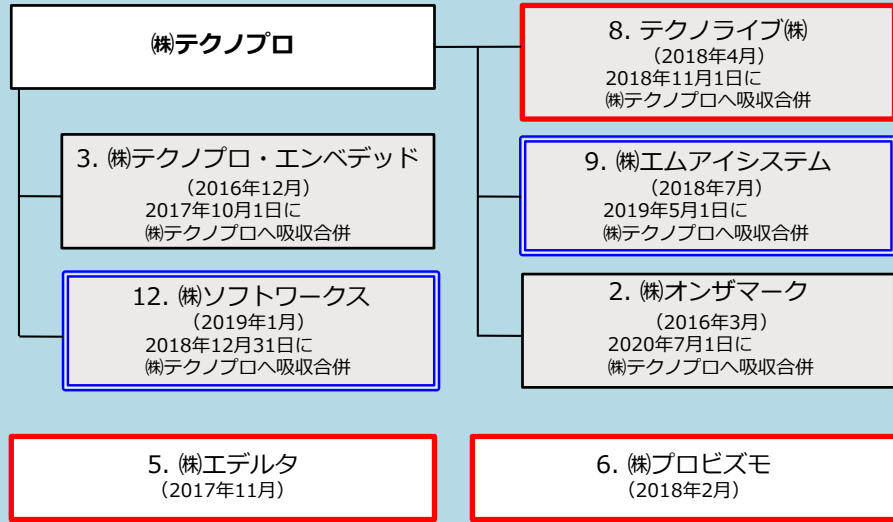 ㈱テクノプロ
3. ㈱テクノプロ・エンベデッド
（2016年12月）
2017年10月1日に
㈱テクノプロへ吸収合併
12. ㈱ソフトワークス
（2019年1月）
2018年12月31日に
㈱テクノプロへ吸収合併
8. テクノライブ㈱
（2018年4月）
2018年11月1日に
㈱テクノプロへ吸収合併
9. ㈱エムアイシステム
（2018年7月）
2019年5月1日に
㈱テクノプロへ吸収合併
2. ㈱オンザマーク
（2016年3月）
2020年7月1日に
㈱テクノプロへ吸収合併
5. ㈱エデルタ
（2017年11月）
6. ㈱プロビズモ
（2018年2月）